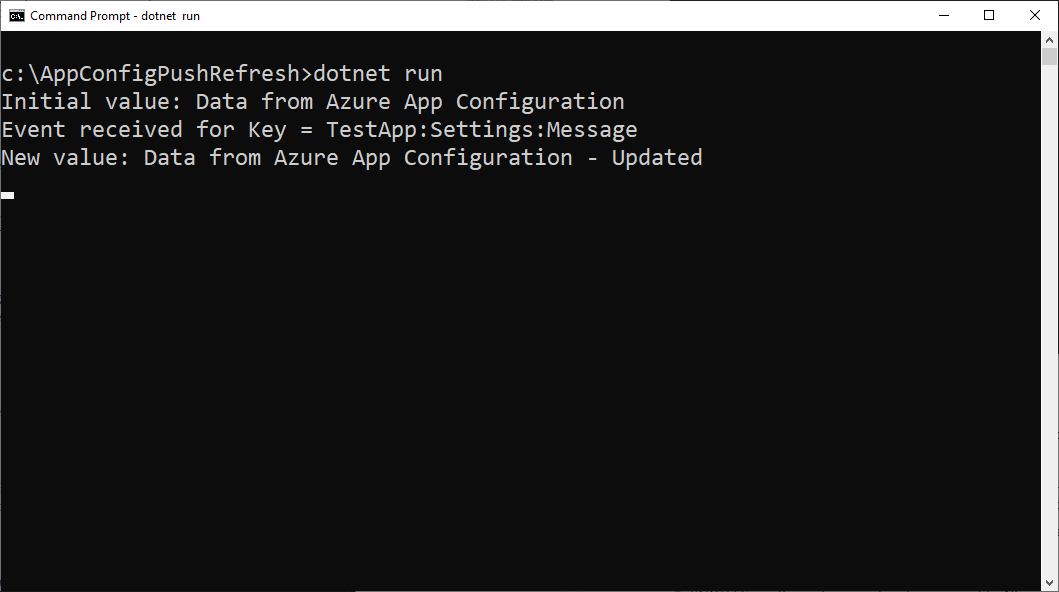 Command Prompt - dotnet run
c:\AppConfigPushRefresh>dotnet run
Initial value: Data from Azure App Configuration
Event received for Key = TestApp:Settings:Message
New value: Data from Azure App Configuration - Updated